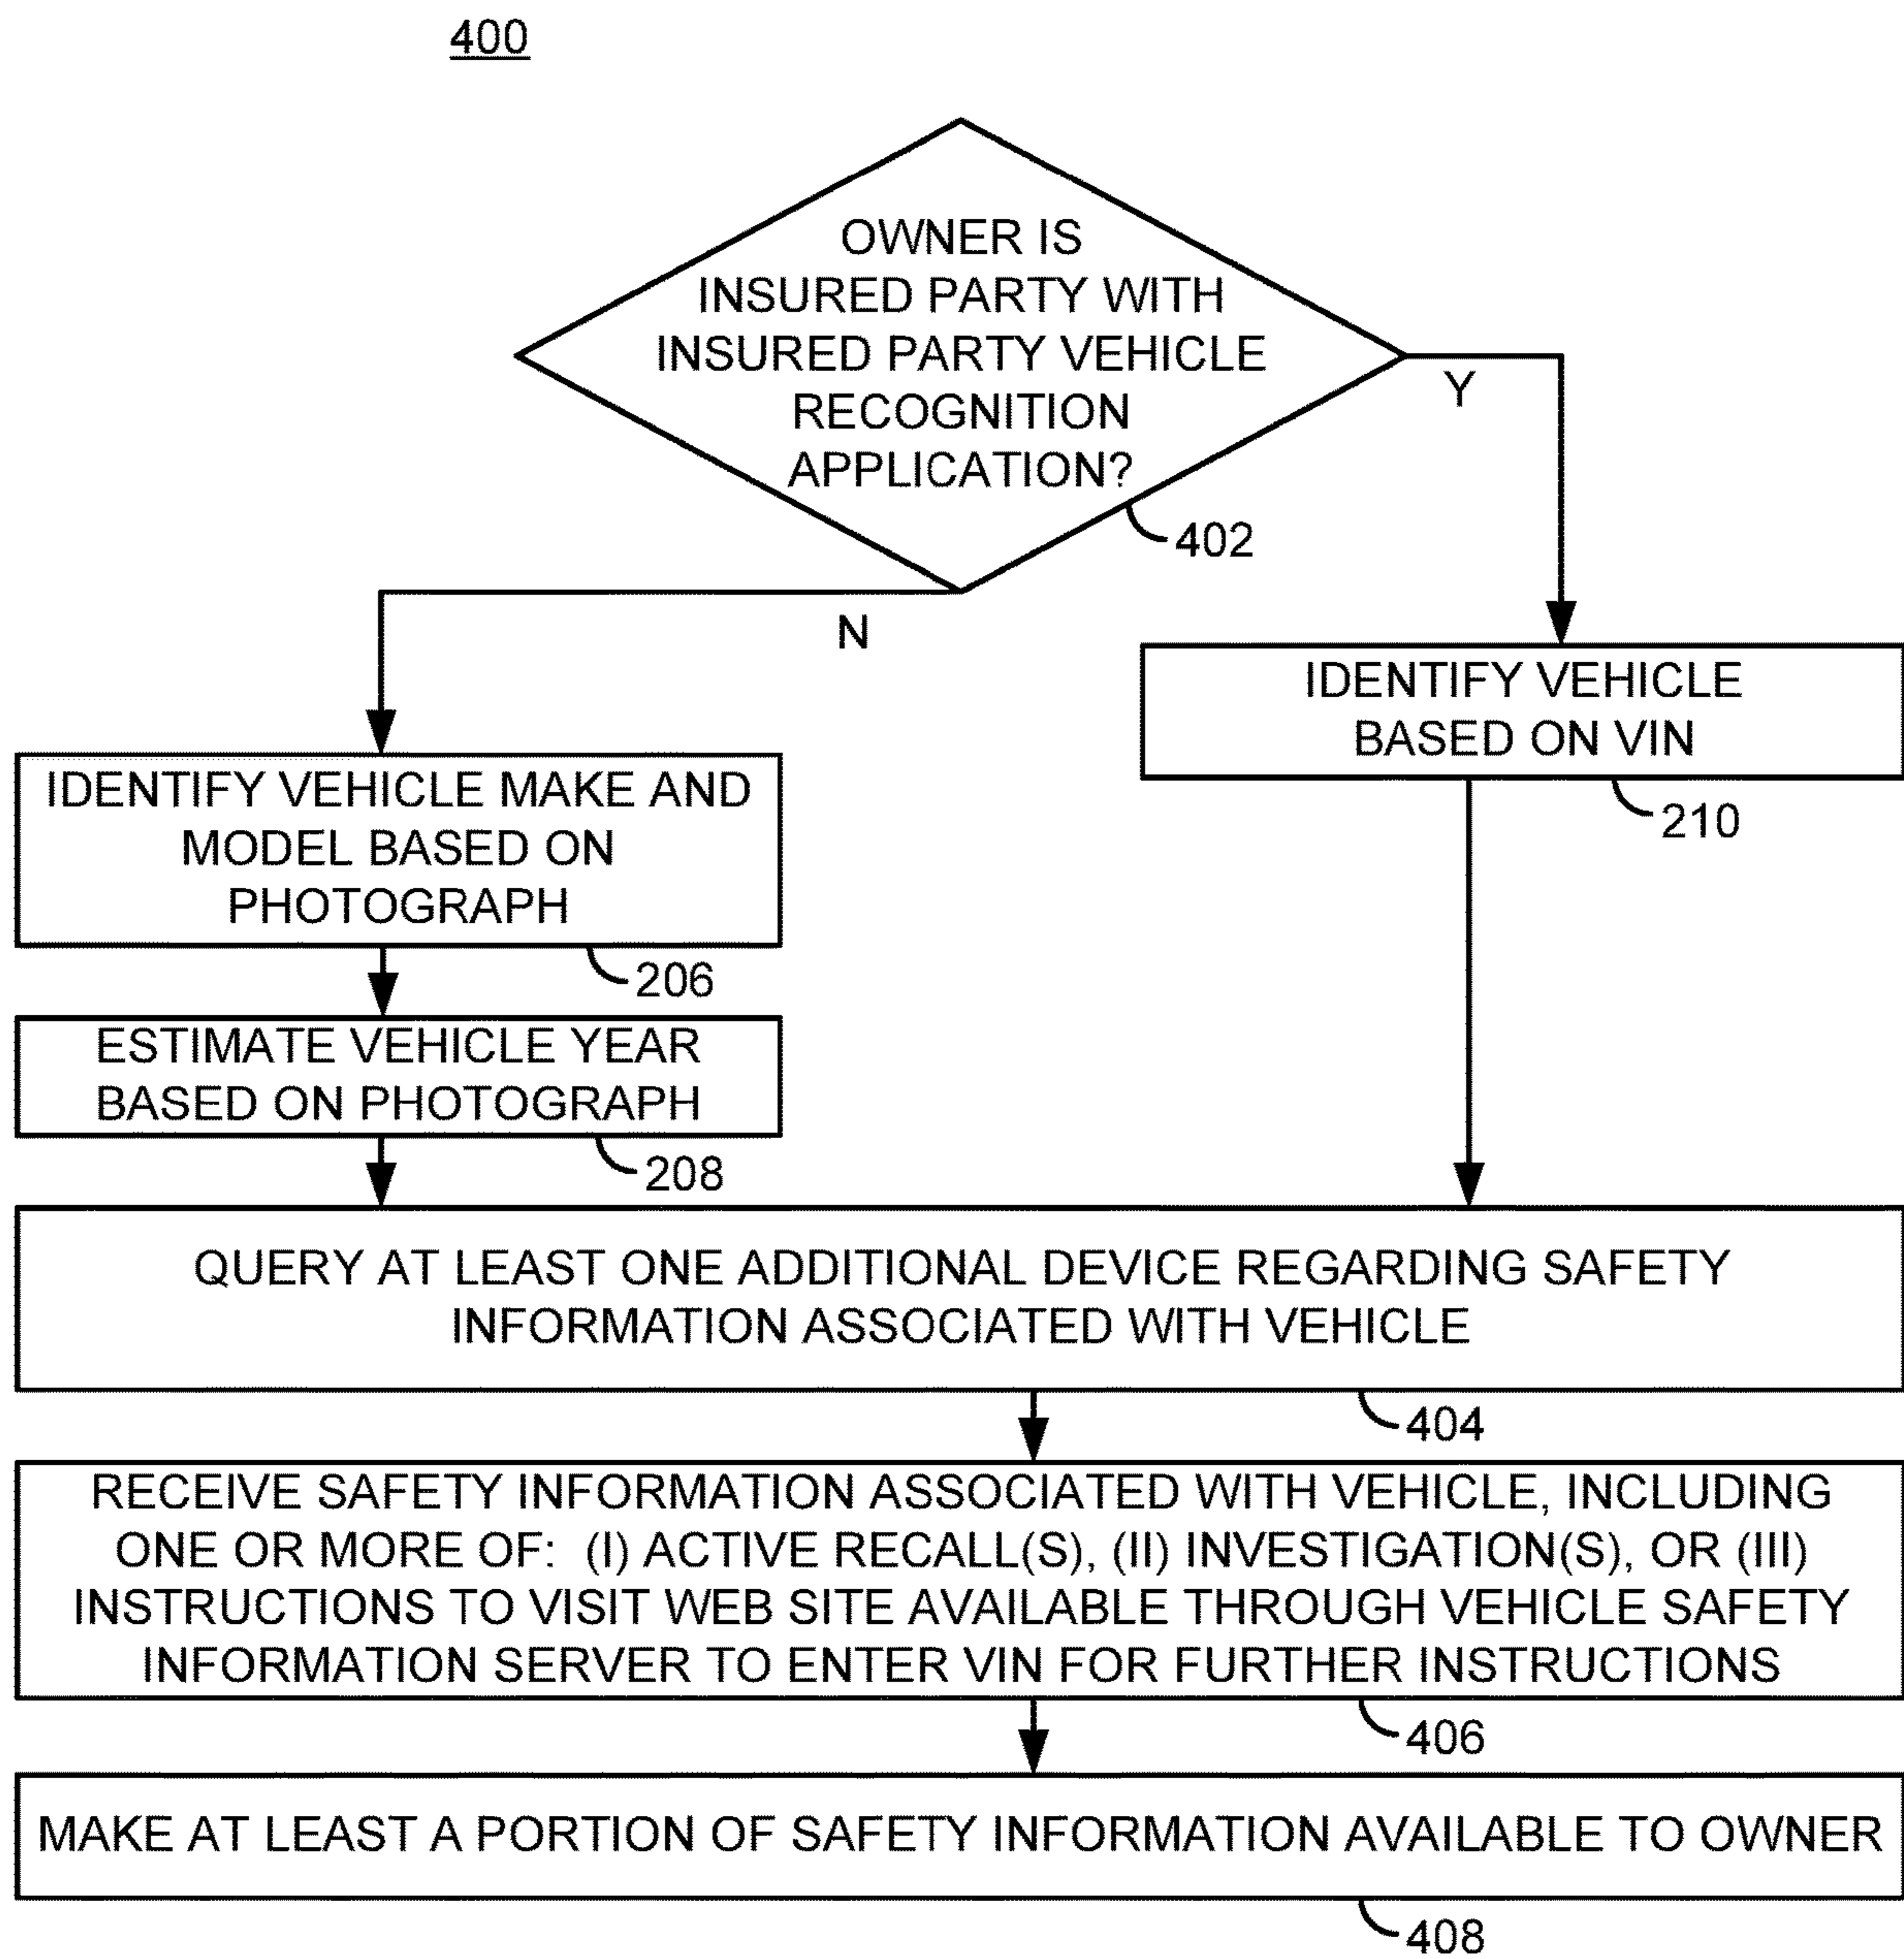 400
OWNER IS
INSURED PARTY WITH
INSURED PARTY VEHICLE
RECOGNITION
APPLICATION?
402
Y
N
IDENTIFY VEHICLE
BASED ON VIN
210
IDENTIFY VEHICLE MAKE AND
MODEL BASED ON
PHOTOGRAPH
206
ESTIMATE VEHICLE YEAR
BASED ON PHOTOGRAPH
208
QUERY AT LEAST ONE ADDITIONAL DEVICE REGARDING SAFETY
INFORMATION ASSOCIATED WITH VEHICLE
404
RECEIVE SAFETY INFORMATION ASSOCIATED WITH VEHICLE, INCLUDING
ONE OR MORE OF: (I) ACTIVE RECALL(S), (II) INVESTIGATION(S), OR (III)
INSTRUCTIONS TO VISIT WEB SITE AVAILABLE THROUGH VEHICLE SAFETY
INFORMATION SERVER TO ENTER VIN FOR FURTHER INSTRUCTIONS
406
MAKE AT LEAST A PORTION OF SAFETY INFORMATION AVAILABLE TO OWNER
408